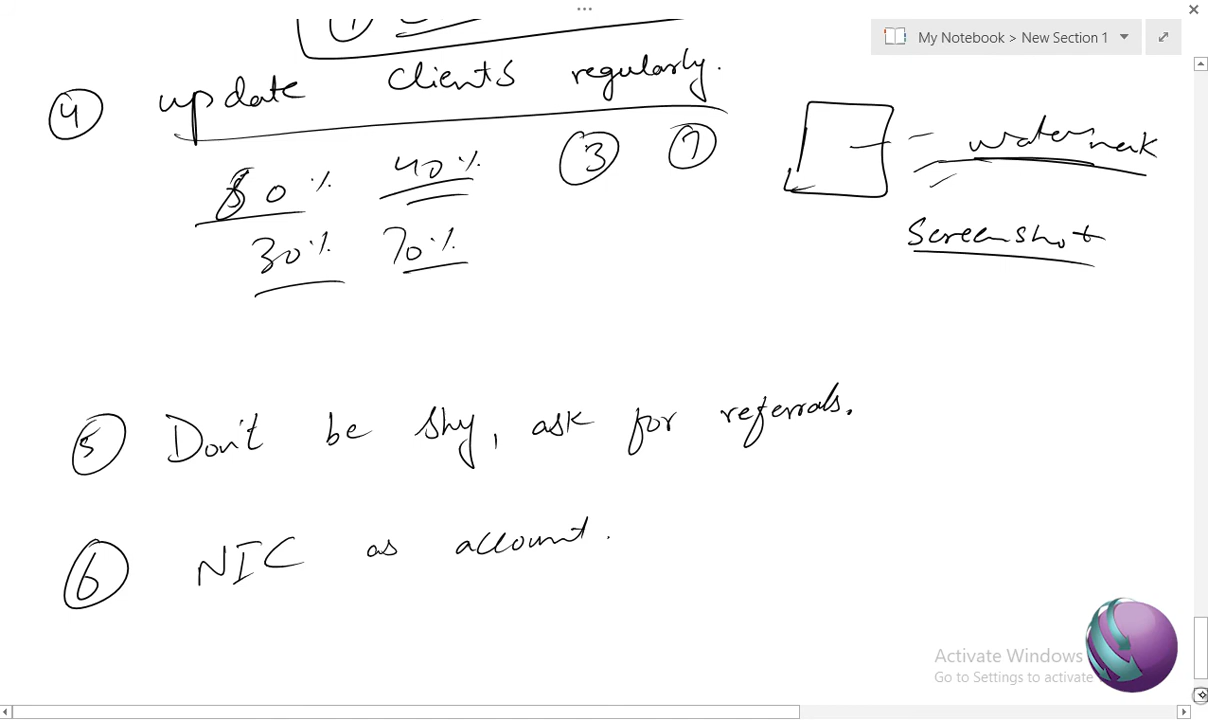 My Notebook > New Section 1
④ update clients regularly.
80% 40% ③ ⑦
watermark
30% 70%
Screenshot
⑤ Don't be shy, ask for referrals.
⑥ NIC as account.
Activate Windows
Go to Settings to activate